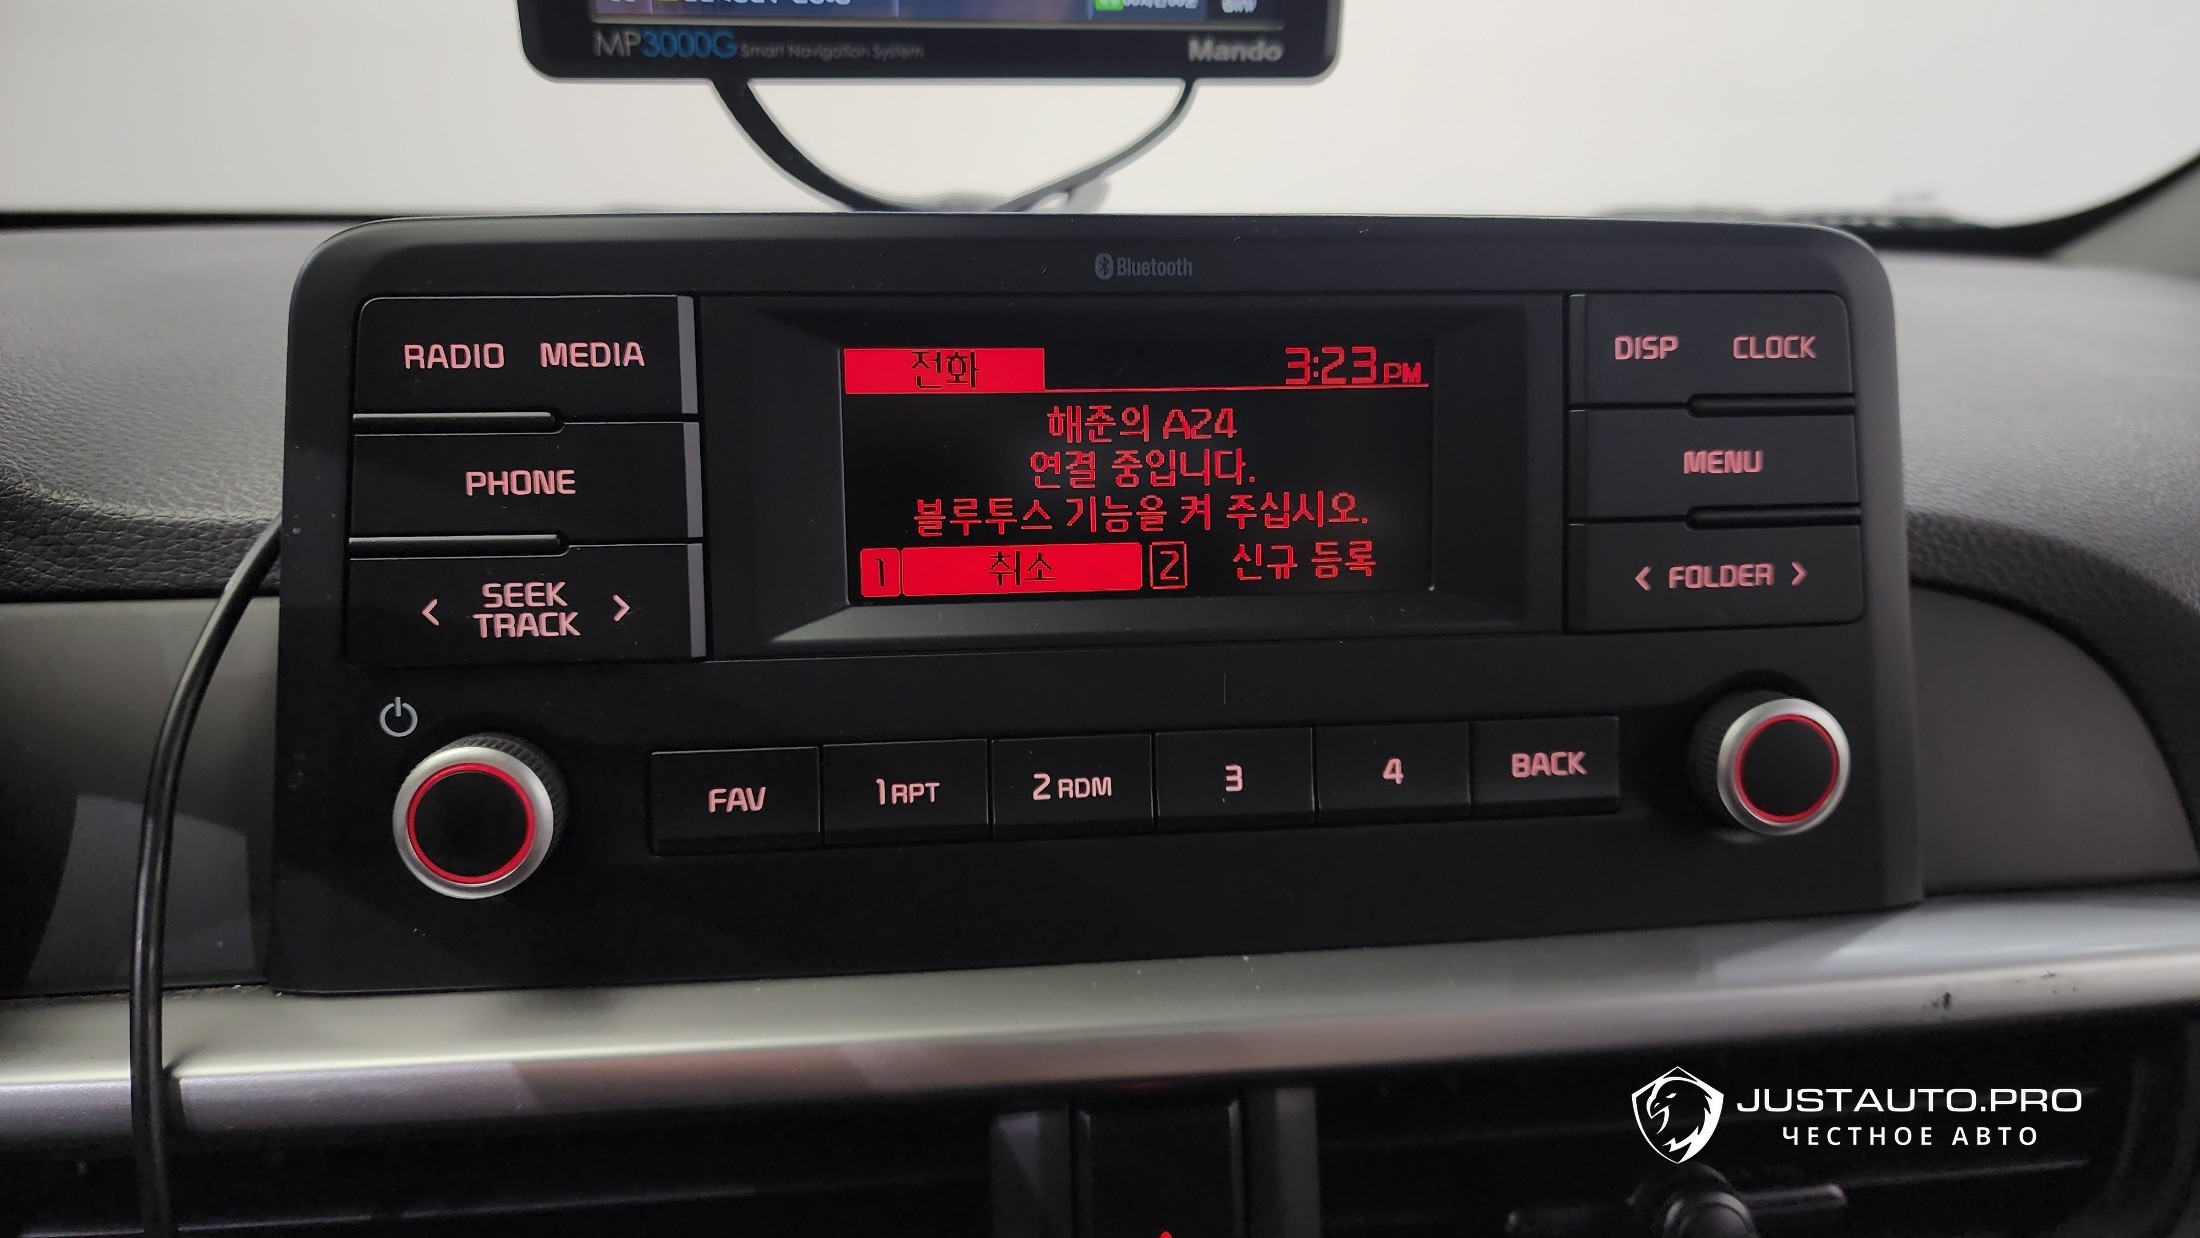 MP3000G Smart Navigation System
Mando
Bluetooth
RADIO MEDIA
PHONE
< SEEK TRACK >
전화 3:23 PM
해준의 A24
연결 중입니다.
블루투스 기능을 켜 주십시오.
1 취소 2 신규 등록
DISP CLOCK
MENU
< FOLDER >
FAV 1 RPT 2 RDM 3 4 BACK
JUSTAUTO.PRO
ЧЕСТНОЕ АВТО